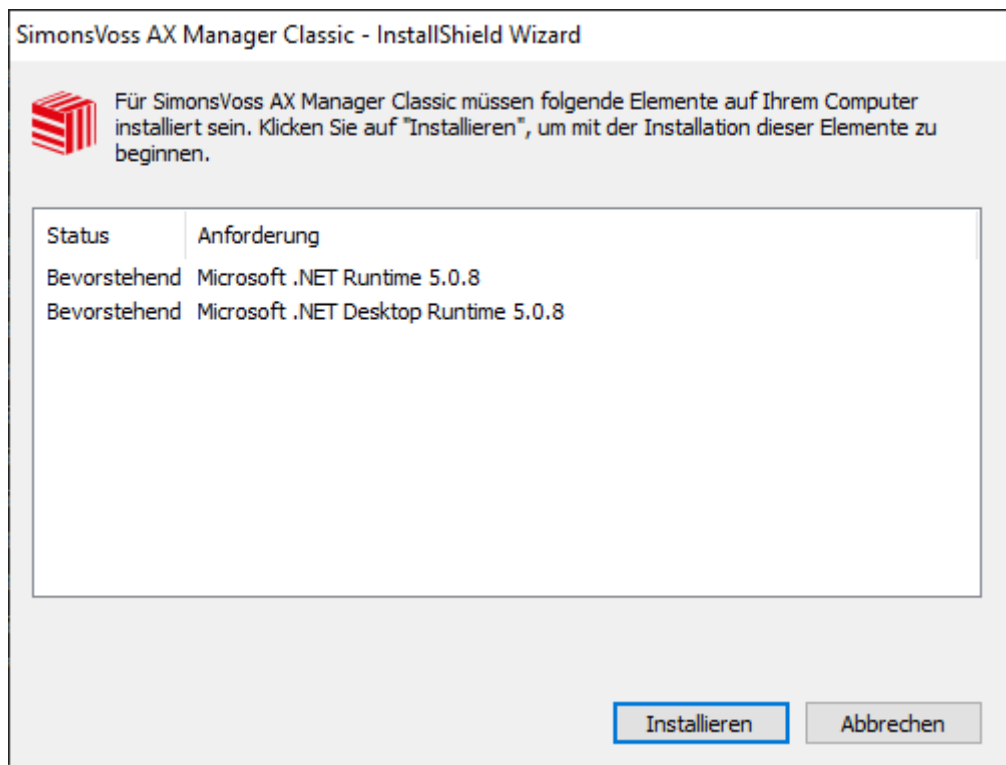 SimonsVoss AX Manager Classic - InstallShield Wizard
Für SimonsVoss AX Manager Classic müssen folgende Elemente auf Ihrem Computer
installiert sein. Klicken Sie auf "Installieren", um mit der Installation dieser Elemente zu
beginnen.
Status Anforderung
Bevorstehend Microsoft .NET Runtime 5.0.8
Bevorstehend Microsoft .NET Desktop Runtime 5.0.8
Installieren Abbrechen